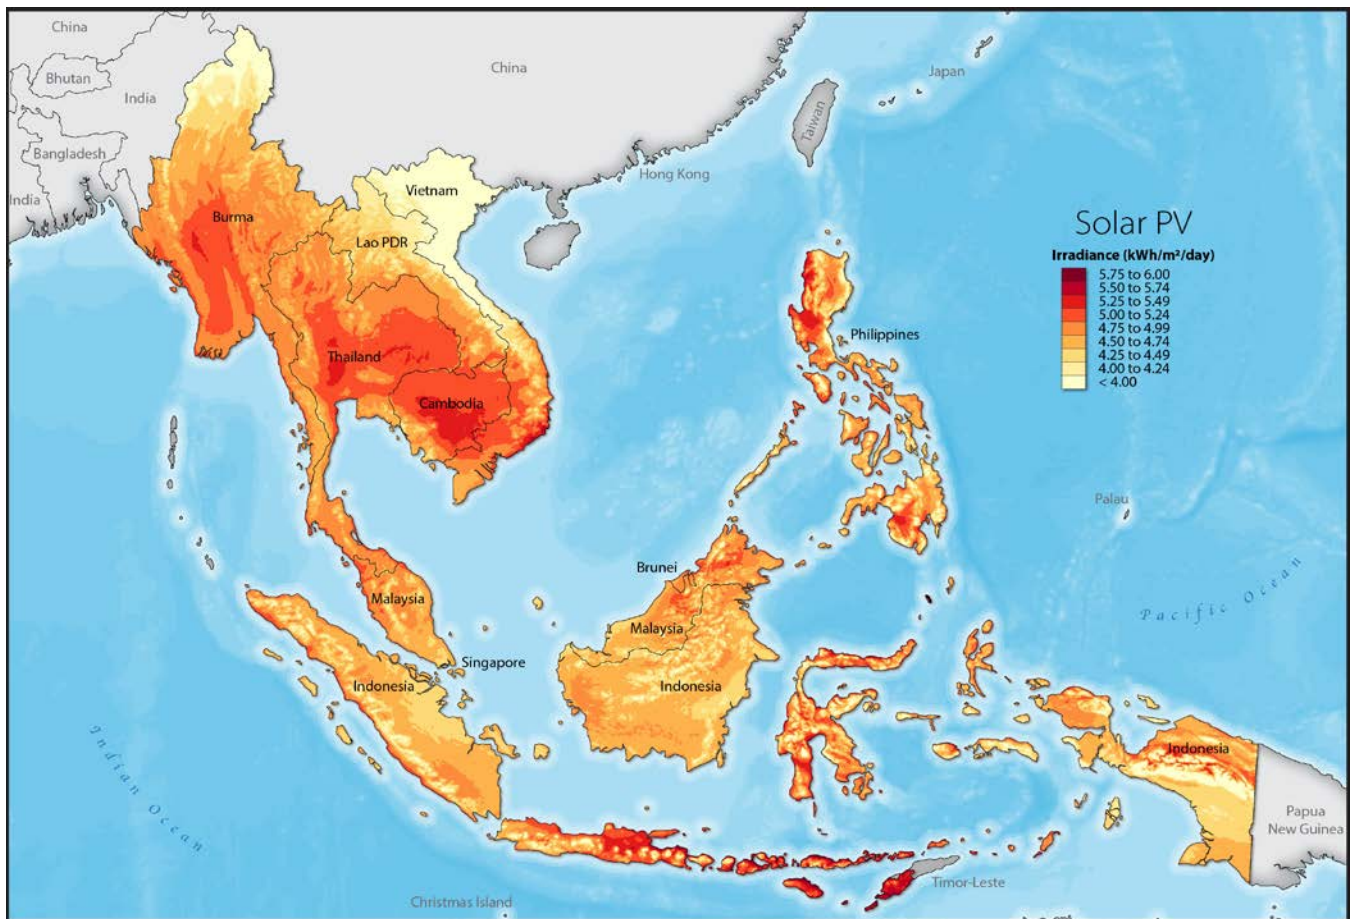 China
Bhutan
India
China
Japan
Taiwan
Bangladesh
India
Hong Kong
Vietnam
Burma
Lao PDR
Solar PV
Irradiance (kWh/m²/day)
5.75 to 6.00
5.50 to 5.74
5.25 to 5.49
5.00 to 5.24
4.75 to 4.99
4.50 to 4.74
4.25 to 4.49
4.00 to 4.24
< 4.00
Philippines
Thailand
Cambodia
Palau
Brunei
Pacific Ocean
Malaysia
Malaysia
Singapore
Indonesia
Indonesia
Indonesia
Indian Ocean
Papua
New Guinea
Timor-Leste
Christmas Island